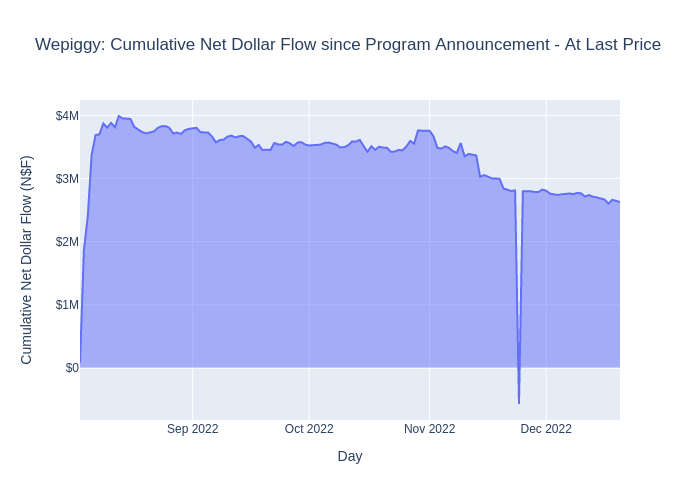 Wepiggy: Cumulative Net Dollar Flow since Program Announcement - At Last Price
Cumulative Net Dollar Flow (N$F)
$4M
$3M
$2M
$1M
$0
Sep 2022
Oct 2022
Nov 2022
Dec 2022
Day